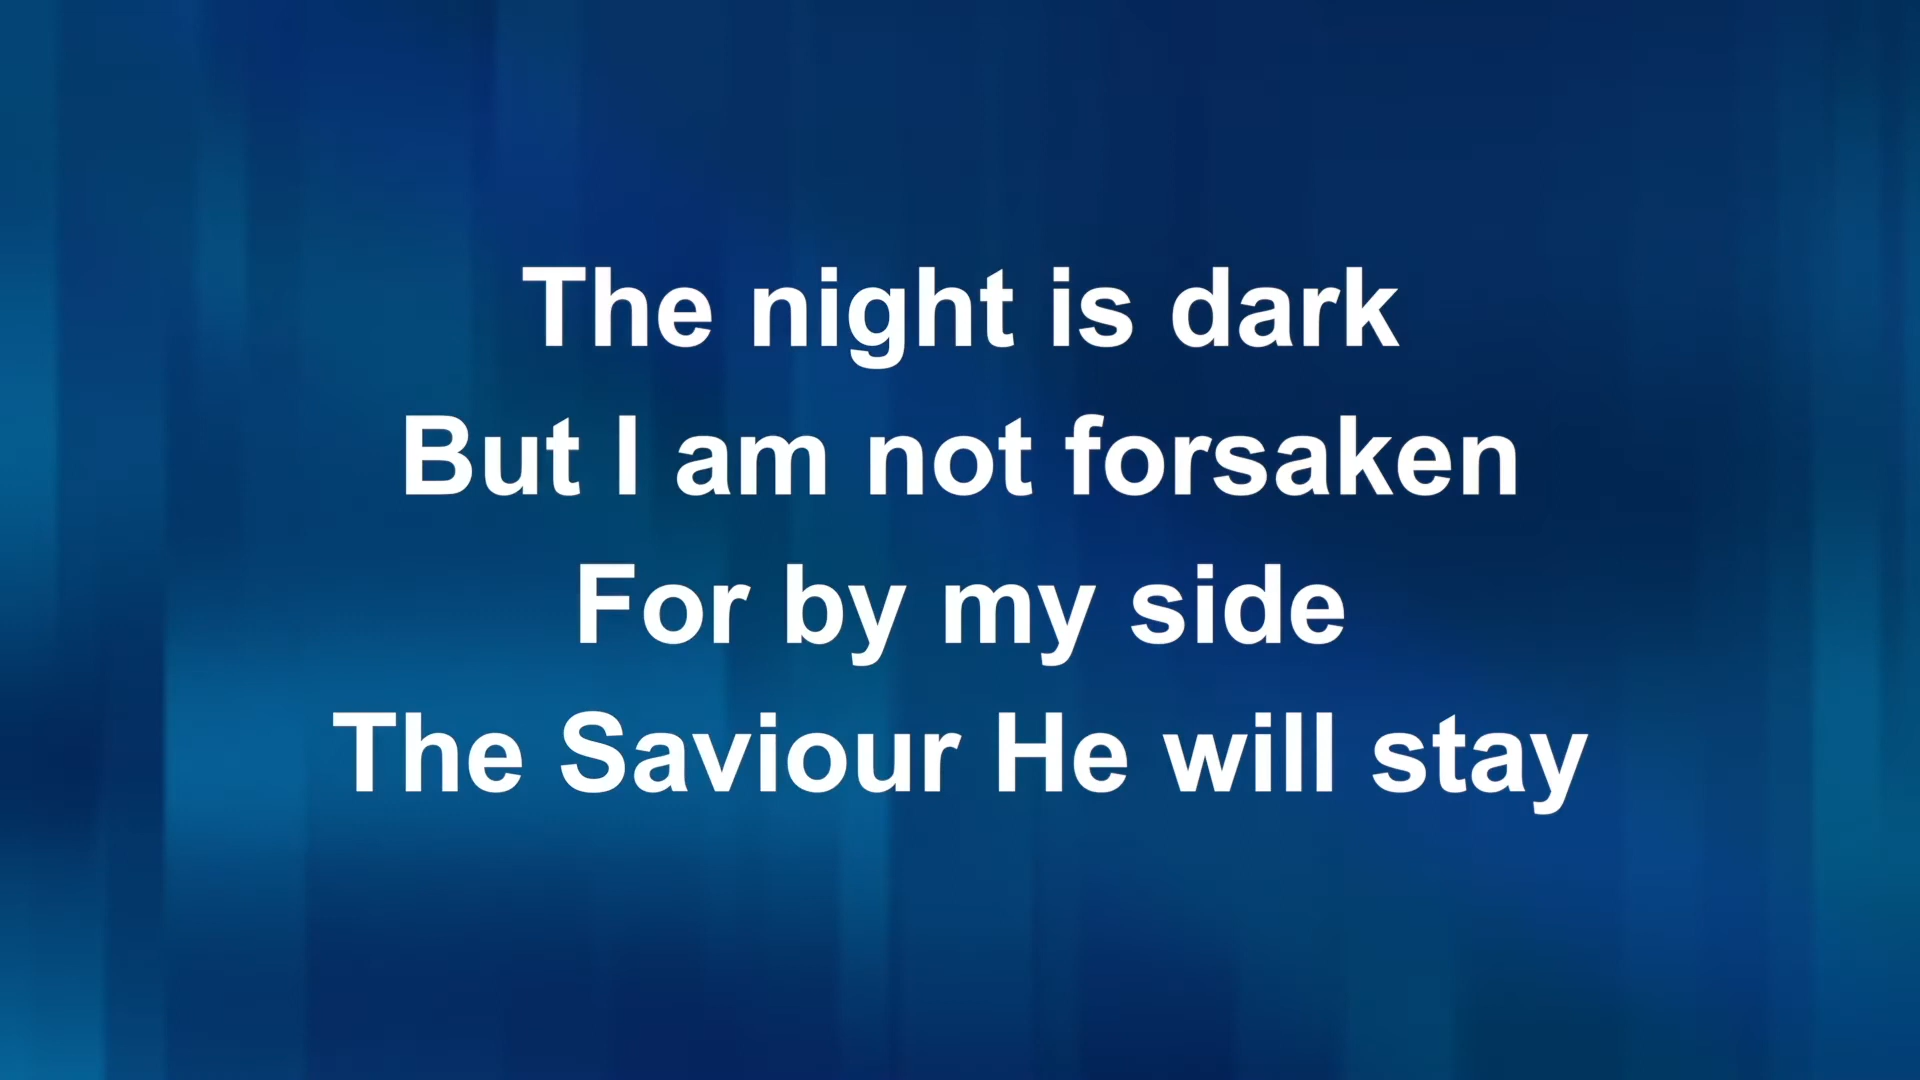 The night is dark
But I am not forsaken
For by my side
The Saviour He will stay